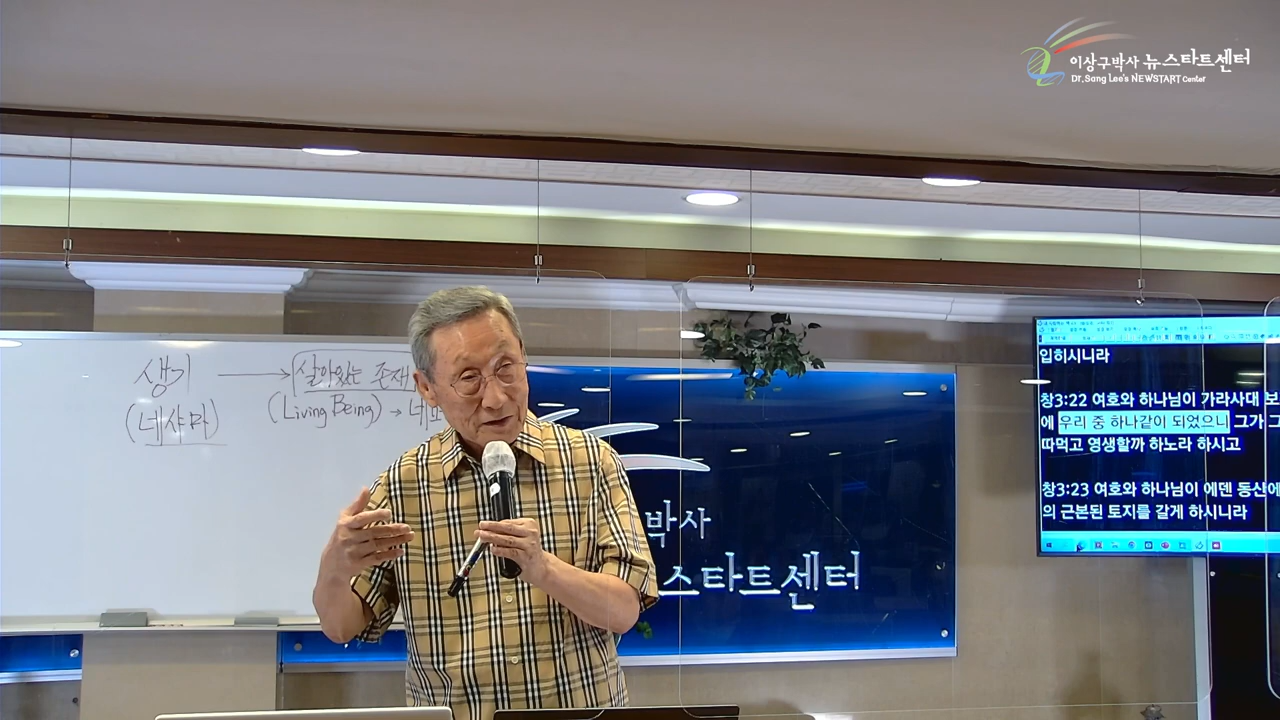 이상구박사 뉴스타트센터
Dr. Sang Lee's NEWSTART Center
생기 → 살아있는 존재
(네샤마) (Living Being) →
박사
스타트센터
입히시니라
창3:22 여호와 하나님이 가라사대 보
에 우리 중 하나같이 되었으니 그가 그
따먹고 영생할까 하노라 하시고
창3:23 여호와 하나님이 에덴 동산에
의 근본된 토지를 갈게 하시니라